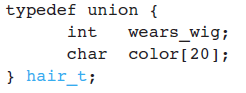 typedef union {
int wears_wig;
char color[20];
} hair_t;